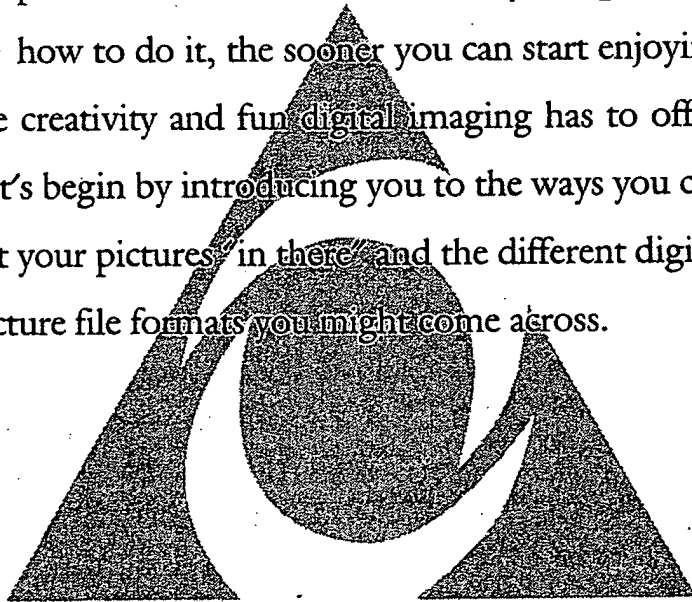 how to do it, the sooner you can start enjoyi
e creativity and fun digital imaging has to off
t's begin by introducing you to the ways you c
t your pictures "in there" and the different digi
cture file formats you might come across.